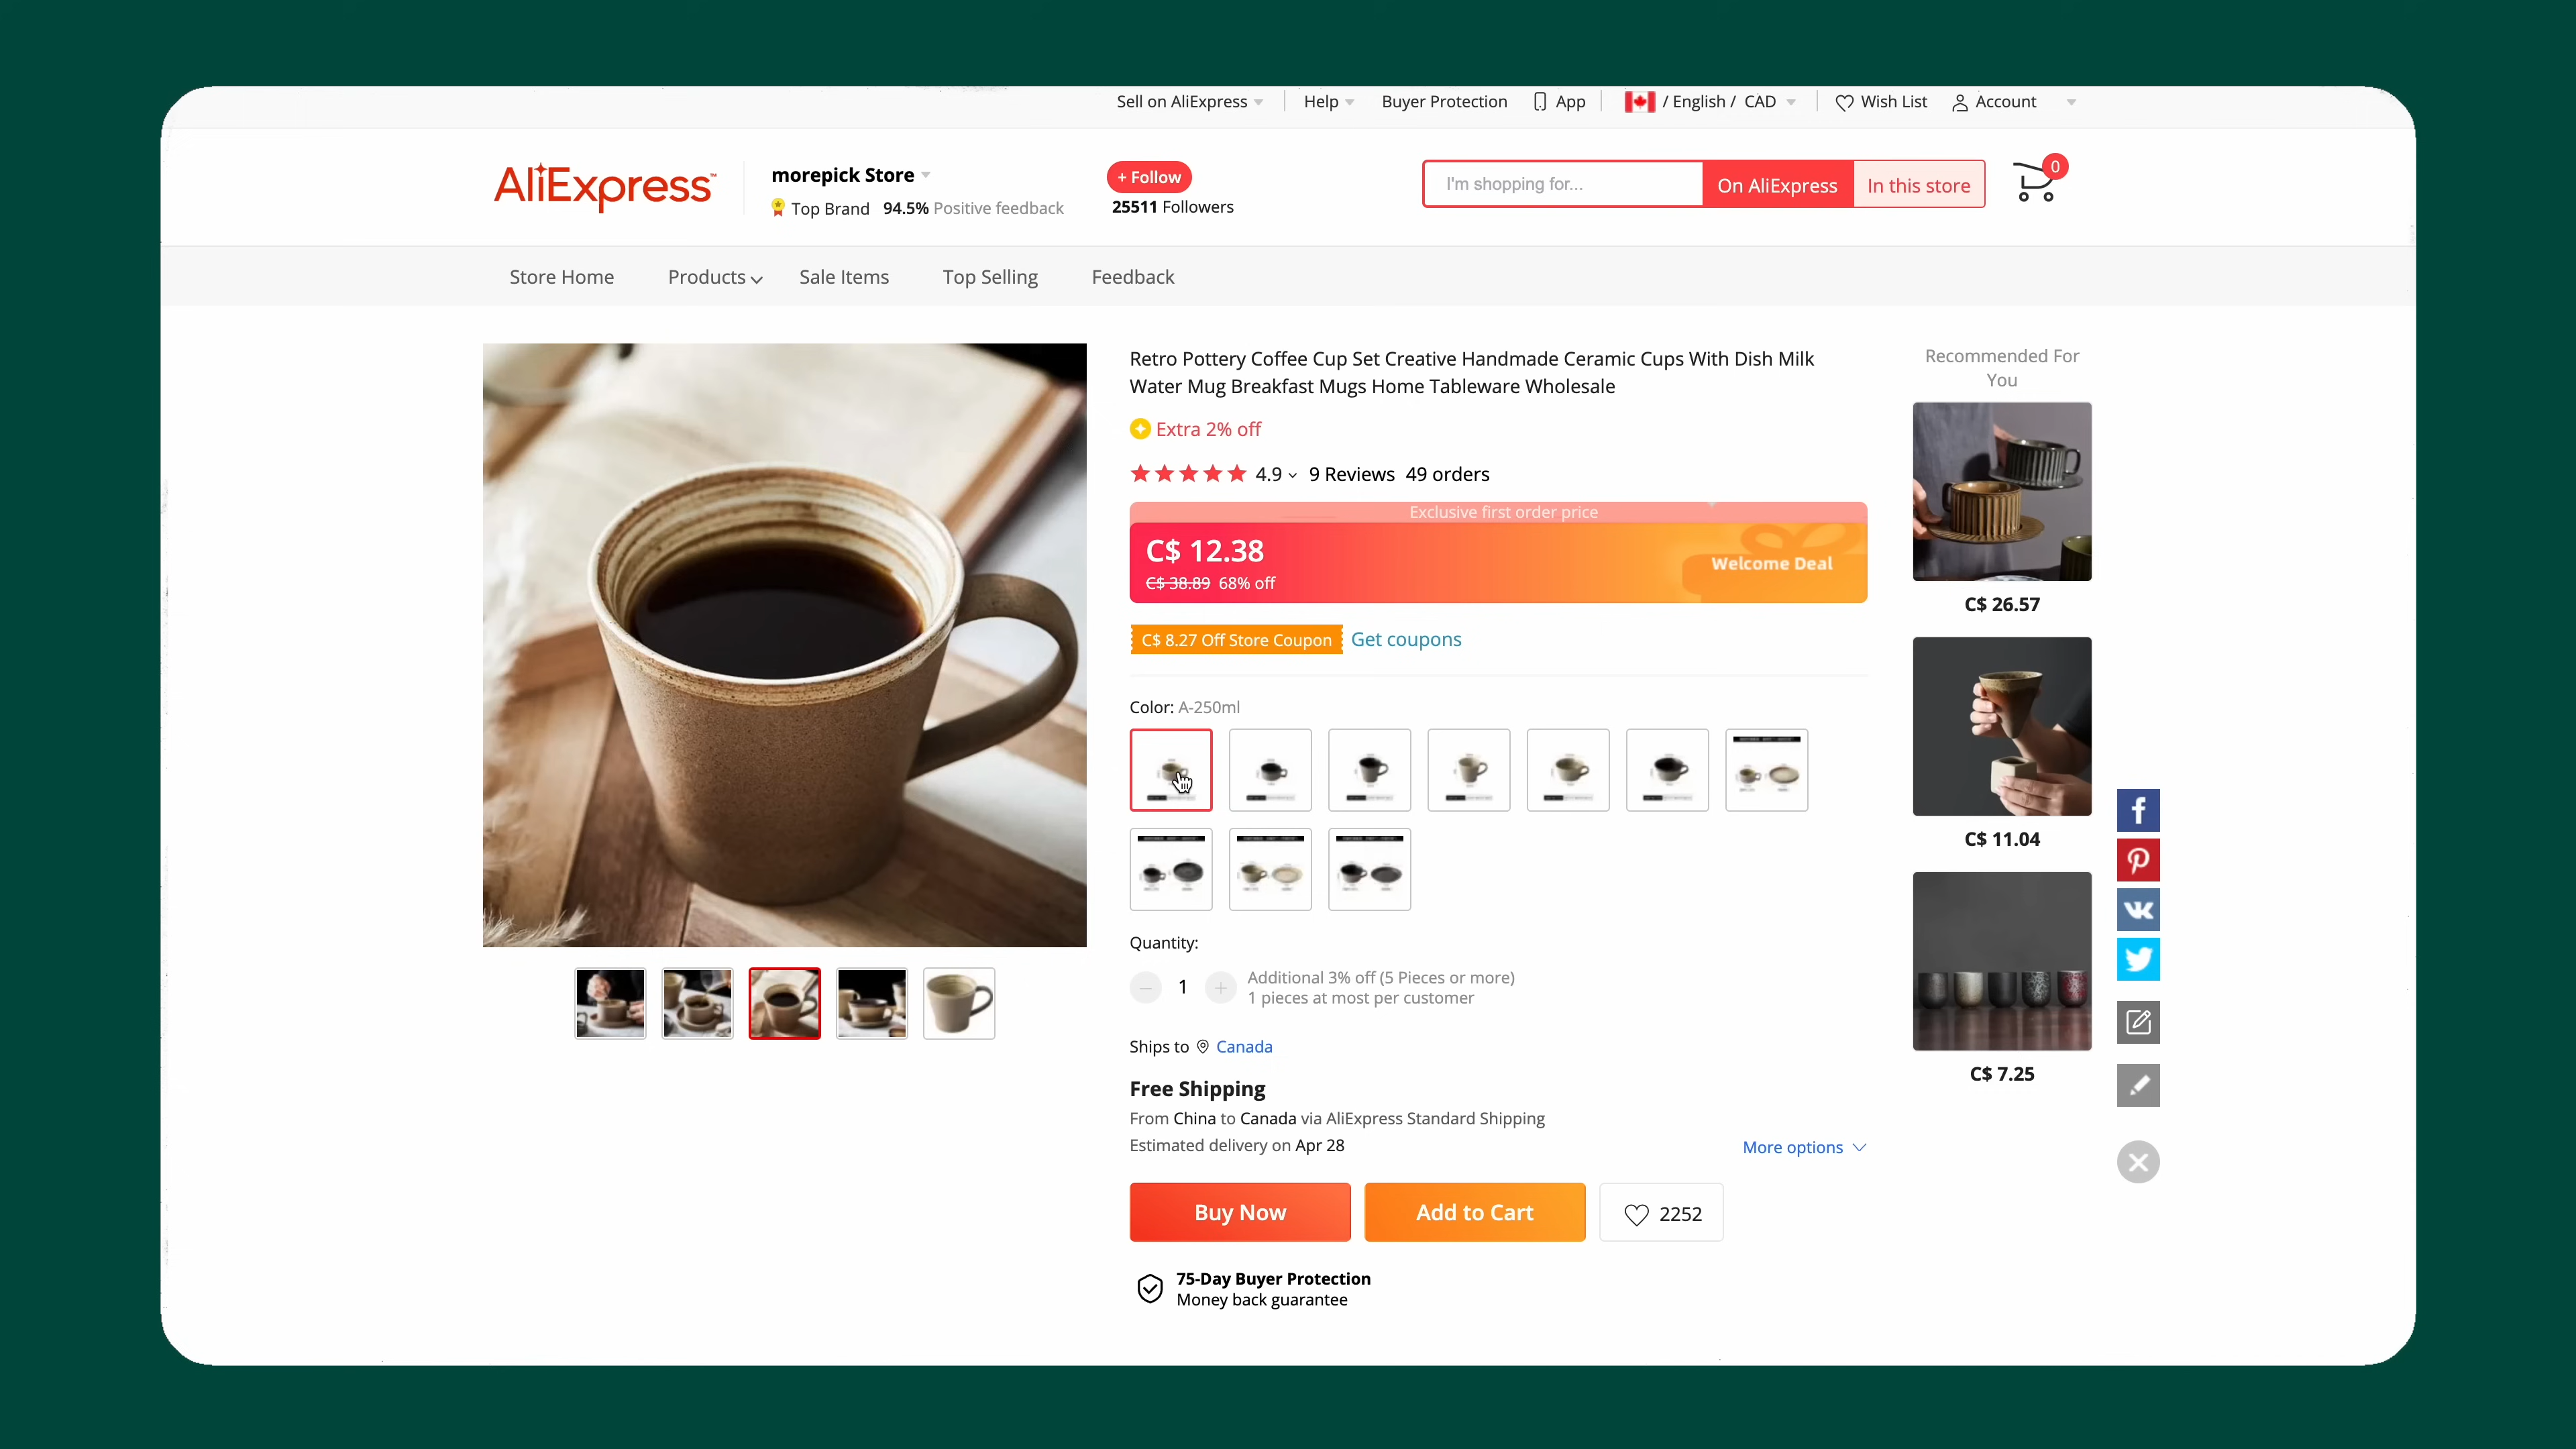 Sell on AliExpress
Help
Buyer Protection
App
/ English / CAD
Wish List
Account
AliExpress™
morepick Store
Top Brand 94.5% Positive feedback
+ Follow
25511 Followers
I'm shopping for...
On AliExpress
In this store
0
Store Home
Products
Sale Items
Top Selling
Feedback
Retro Pottery Coffee Cup Set Creative Handmade Ceramic Cups With Dish Milk
Water Mug Breakfast Mugs Home Tableware Wholesale
Extra 2% off
4.9 9 Reviews 49 orders
Exclusive first order price
C$ 12.38
C$ 38.89 68% off
Welcome Deal
C$ 8.27 Off Store Coupon Get coupons
Color: A-250ml
Quantity:
1
Additional 3% off (5 Pieces or more)
1 pieces at most per customer
Ships to Canada
Free Shipping
From China to Canada via AliExpress Standard Shipping
Estimated delivery on Apr 28
More options
Buy Now
Add to Cart
2252
75-Day Buyer Protection
Money back guarantee
Recommended For
You
C$ 26.57
C$ 11.04
C$ 7.25